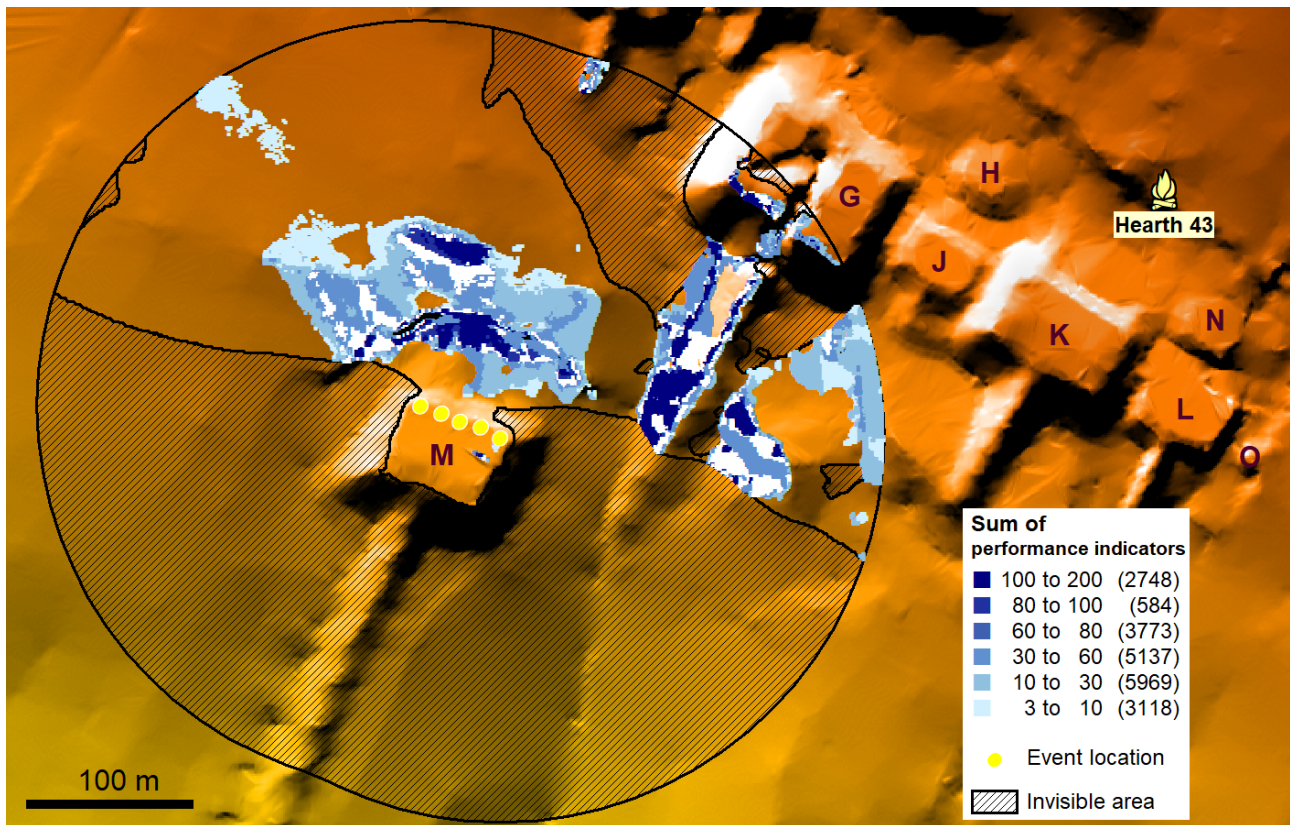 G
H
Hearth 43
J
K
N
L
M
O
Sum of
performance indicators
100 to 200 (2748)
80 to 100 (584)
60 to 80 (3773)
30 to 60 (5137)
10 to 30 (5969)
3 to 10 (3118)
Event location
Invisible area
100 m